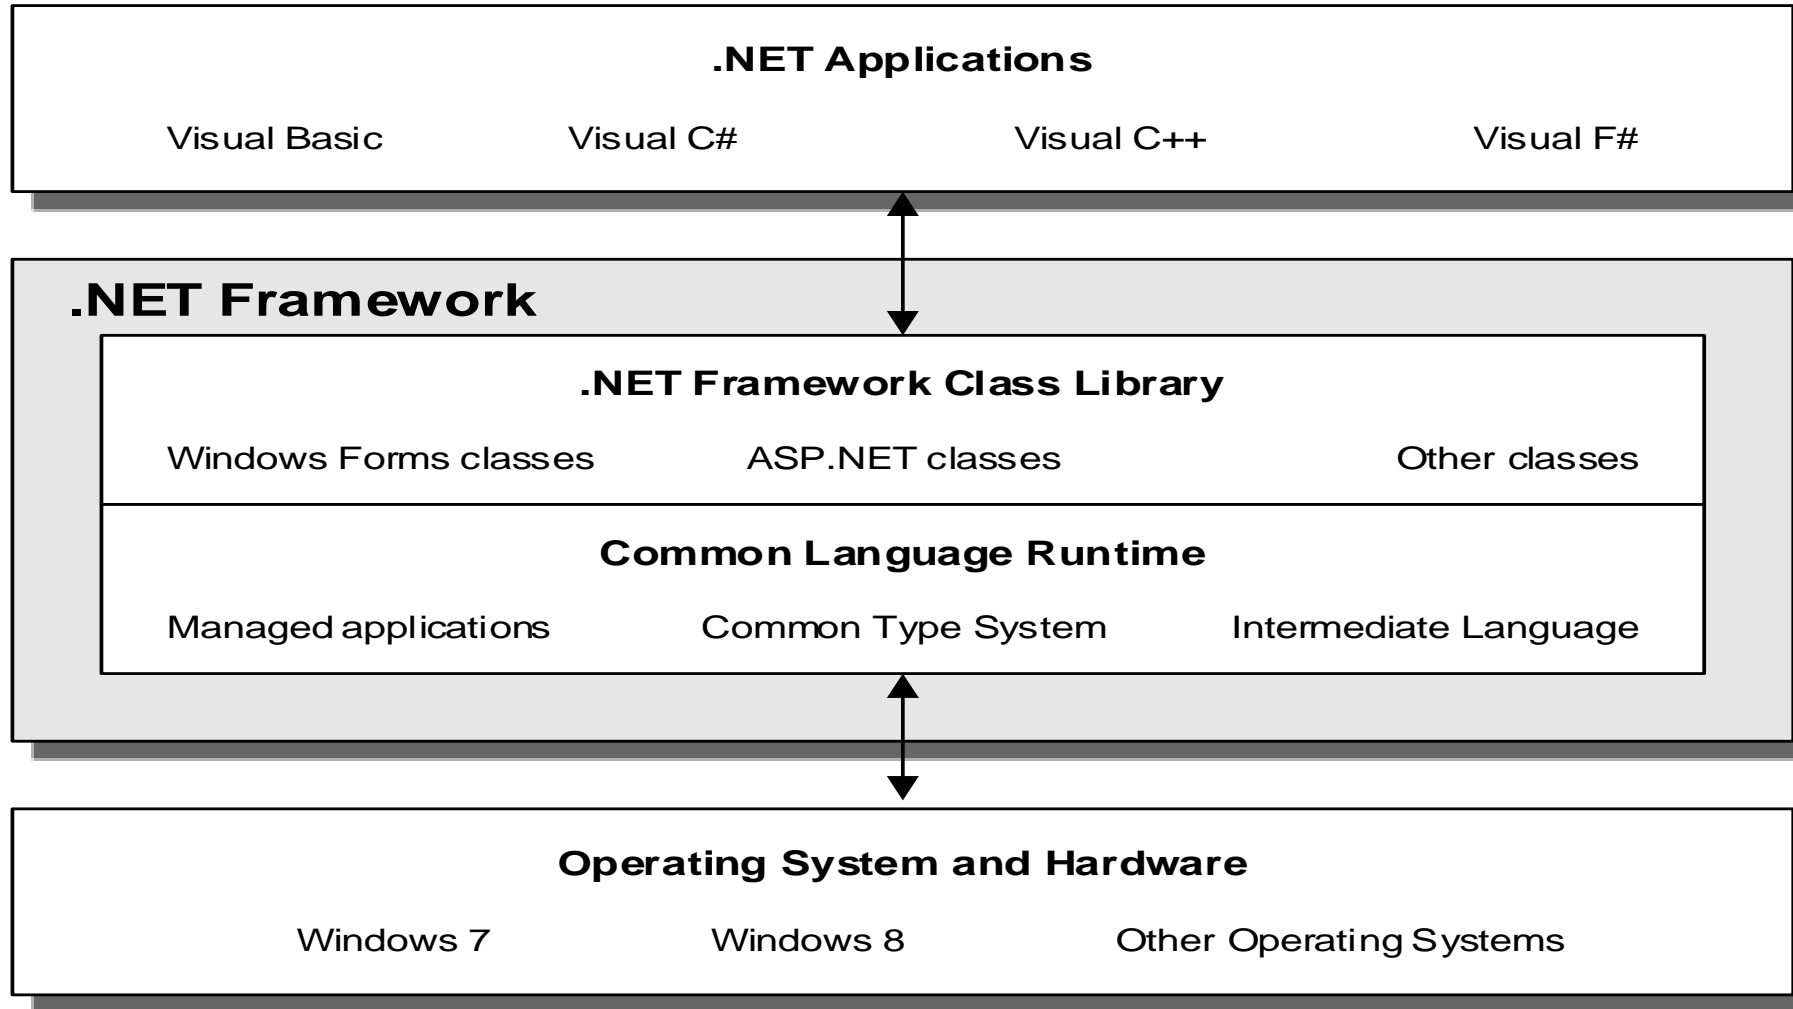 .NET Applications
Visual Basic Visual C# Visual C++ Visual F#
.NET Framework
.NET Framework Class Library
Windows Forms classes ASP.NET classes Other classes
Common Language Runtime
Managed applications Common Type System Intermediate Language
Operating System and Hardware
Windows 7 Windows 8 Other Operating Systems